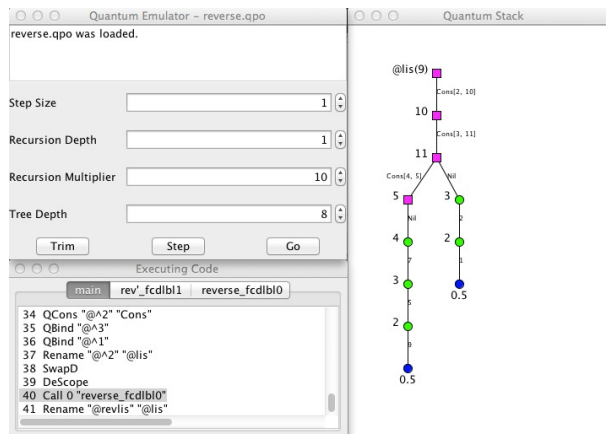 Quantum Emulator - reverse.qpo
reverse.qpo was loaded.
Step Size 1
Recursion Depth 1
Recursion Multiplier 10
Tree Depth 8
Trim Step Go
Executing Code
main rev'_fcdlbl1 reverse_fcdlbl0
34 QCons "@^2" "Cons"
35 QBind "@^3"
36 QBind "@^1"
37 Rename "@^2" "@lis"
38 SwapD
39 DeScope
40 Call 0 "reverse_fcdlbl0"
41 Rename "@revlis" "@lis"
Quantum Stack
@lis(9)
Cons[2, 10]
10
Cons[3, 11]
11
Cons[4, 5] Nil
5 3
Nil 2
4 2
7 1
3 0.5
5
2
9
0.5